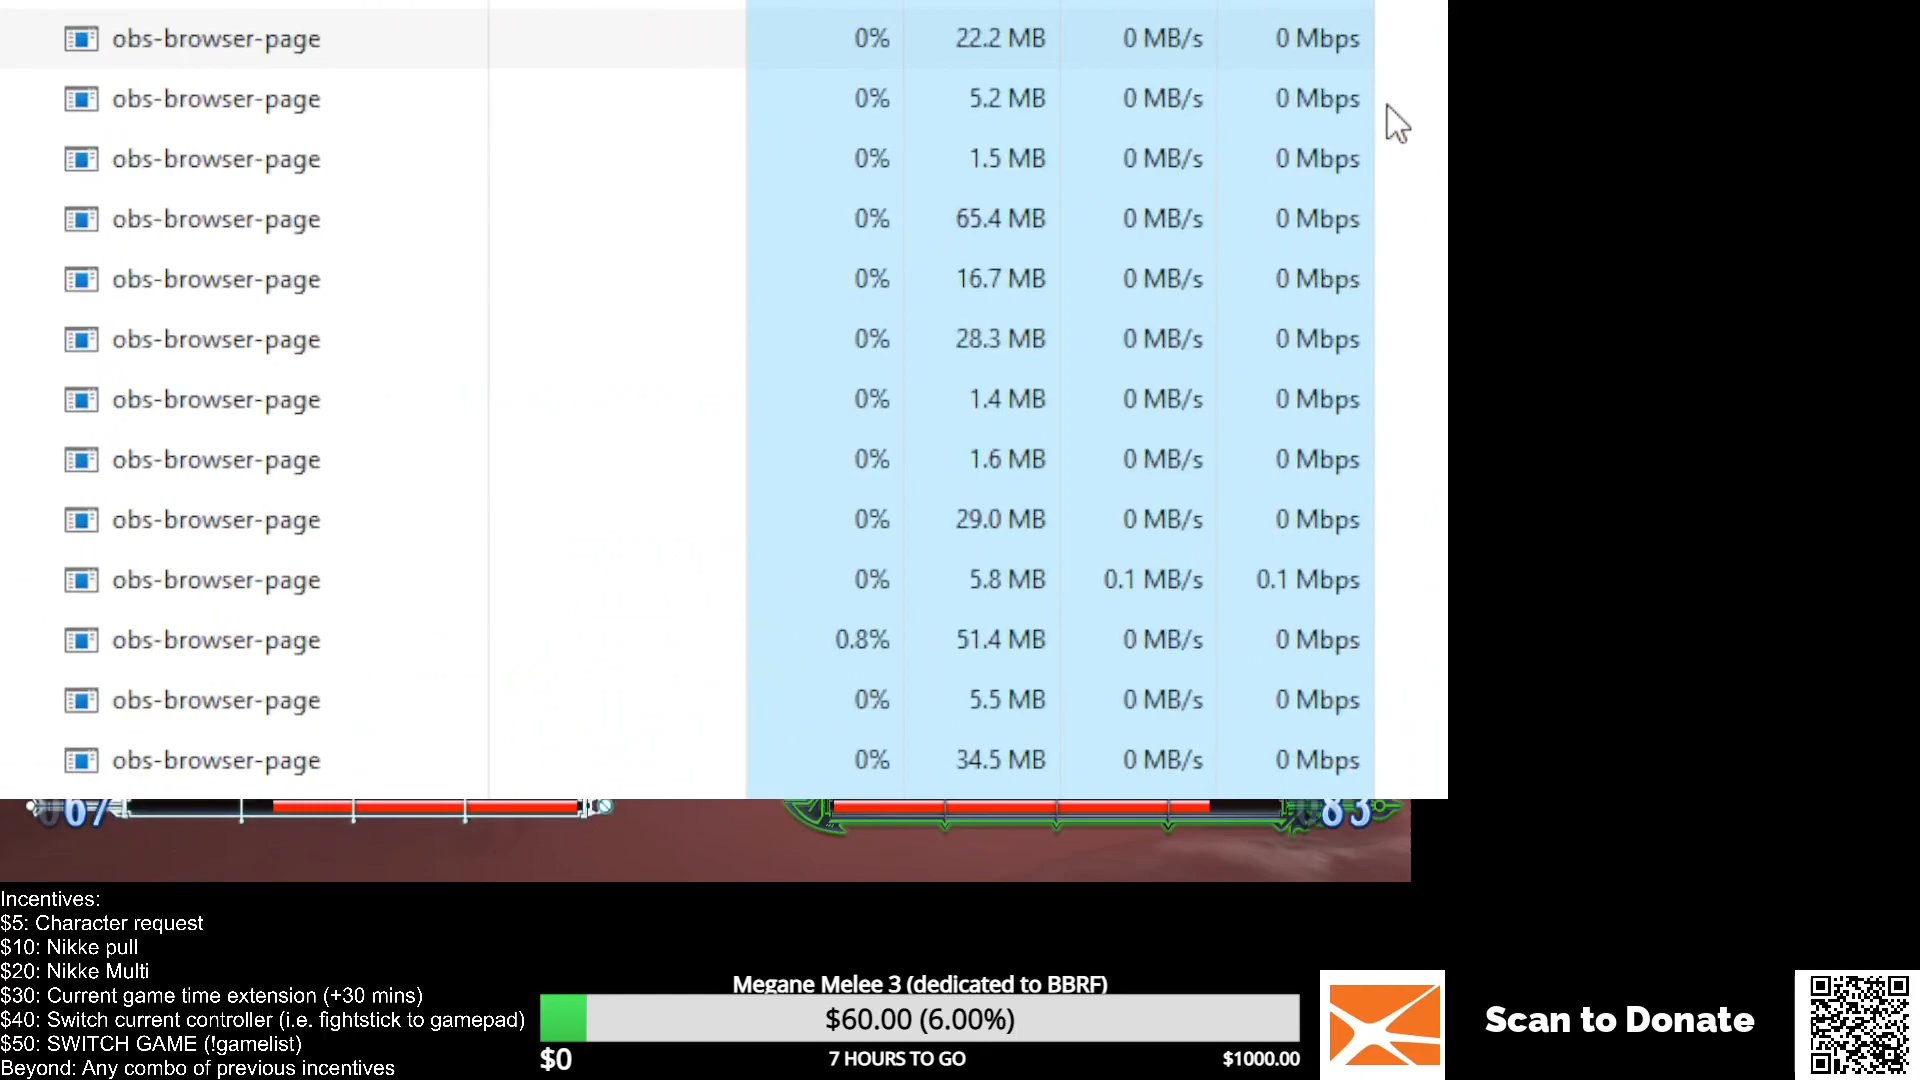 obs-browser-page 0% 22.2 MB 0 MB/s 0 Mbps
obs-browser-page 0% 5.2 MB 0 MB/s 0 Mbps
obs-browser-page 0% 1.5 MB 0 MB/s 0 Mbps
obs-browser-page 0% 65.4 MB 0 MB/s 0 Mbps
obs-browser-page 0% 16.7 MB 0 MB/s 0 Mbps
obs-browser-page 0% 28.3 MB 0 MB/s 0 Mbps
obs-browser-page 0% 1.4 MB 0 MB/s 0 Mbps
obs-browser-page 0% 1.6 MB 0 MB/s 0 Mbps
obs-browser-page 0% 29.0 MB 0 MB/s 0 Mbps
obs-browser-page 0% 5.8 MB 0.1 MB/s 0.1 Mbps
obs-browser-page 0.8% 51.4 MB 0 MB/s 0 Mbps
obs-browser-page 0% 5.5 MB 0 MB/s 0 Mbps
obs-browser-page 0% 34.5 MB 0 MB/s 0 Mbps
67 83
Incentives:
$5: Character request
$10: Nikke pull
$20: Nikke Multi
$30: Current game time extension (+30 mins)
$40: Switch current controller (i.e. fightstick to gamepad)
$50: SWITCH GAME (!gamelist)
Beyond: Any combo of previous incentives
Megane Melee 3 (dedicated to BBRF)
$60.00 (6.00%)
$0 7 HOURS TO GO $1000.00
Scan to Donate